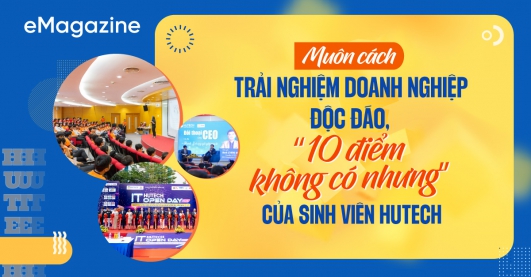 eMagazine
Muôn cách
TRẢI NGHIỆM DOANH NGHIỆP
ĐỘC ĐÁO,
"10 điểm
không có nhưng"
CỦA SINH VIÊN HUTECH
CEO
HUTECH
IT OPEN DAY